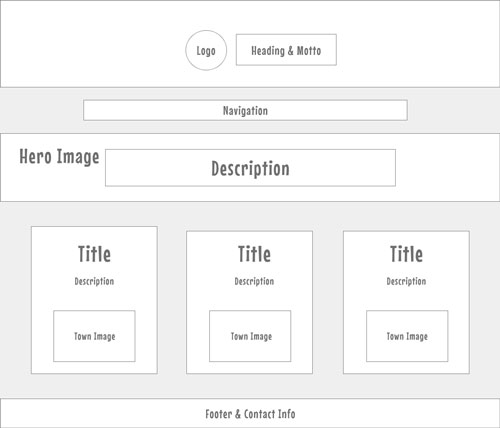 Logo
Heading & Motto
Navigation
Hero Image
Description
Title
Description
Town Image
Title
Description
Town Image
Title
Description
Town Image
Footer & Contact Info